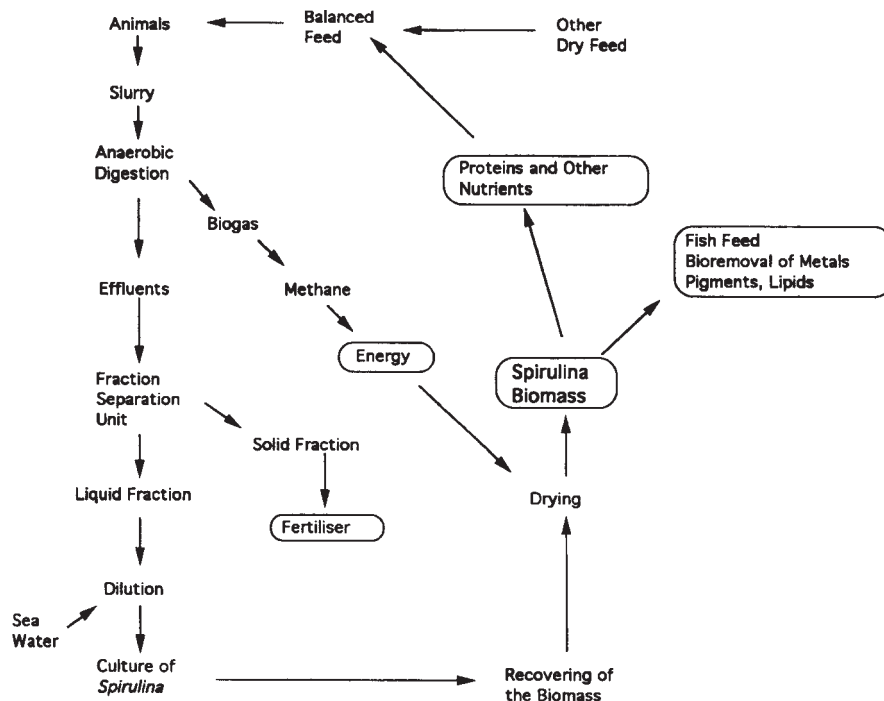 Animals
Balanced
Feed
Other
Dry Feed
Slurry
Anaerobic
Digestion
Proteins and Other
Nutrients
Biogas
Fish Feed
Bioremoval of Metals
Pigments, Lipids
Effluents
Methane
Energy
Spirulina
Biomass
Fraction
Separation
Unit
Solid Fraction
Liquid Fraction
Drying
Fertiliser
Dilution
Sea
Water
Culture of
Spirulina
Recovering of
the Biomass